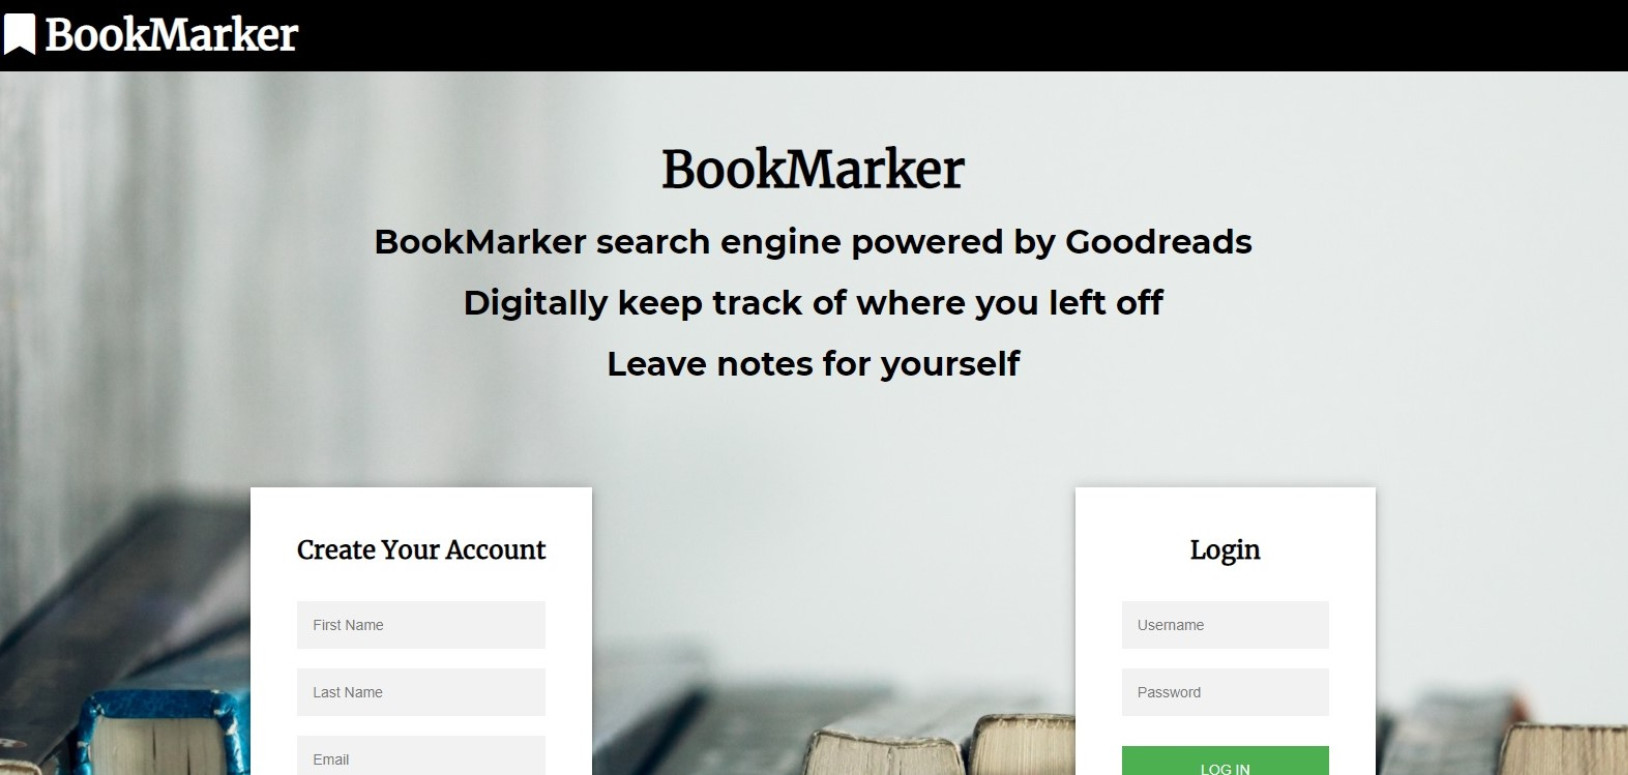 BookMarker
BookMarker
BookMarker search engine powered by Goodreads
Digitally keep track of where you left off
Leave notes for yourself
Create Your Account
First Name
Last Name
Email
Login
Username
Password
LOG IN